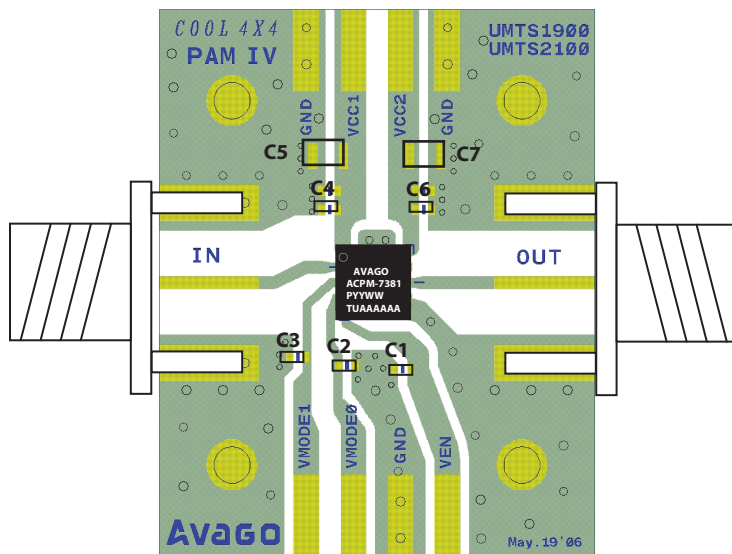 COOL 4X4
PAM IV
UMTS1900
UMTS2100
GND
VCC1
VCC2
GND
C5
C7
C4
C6
IN
OUT
AVAGO
ACPM-7381
PYYWW
TUAAAAAA
C3
C2
C1
VMODE1
VMODE0
GND
VEN
AVAGO
May.19'06